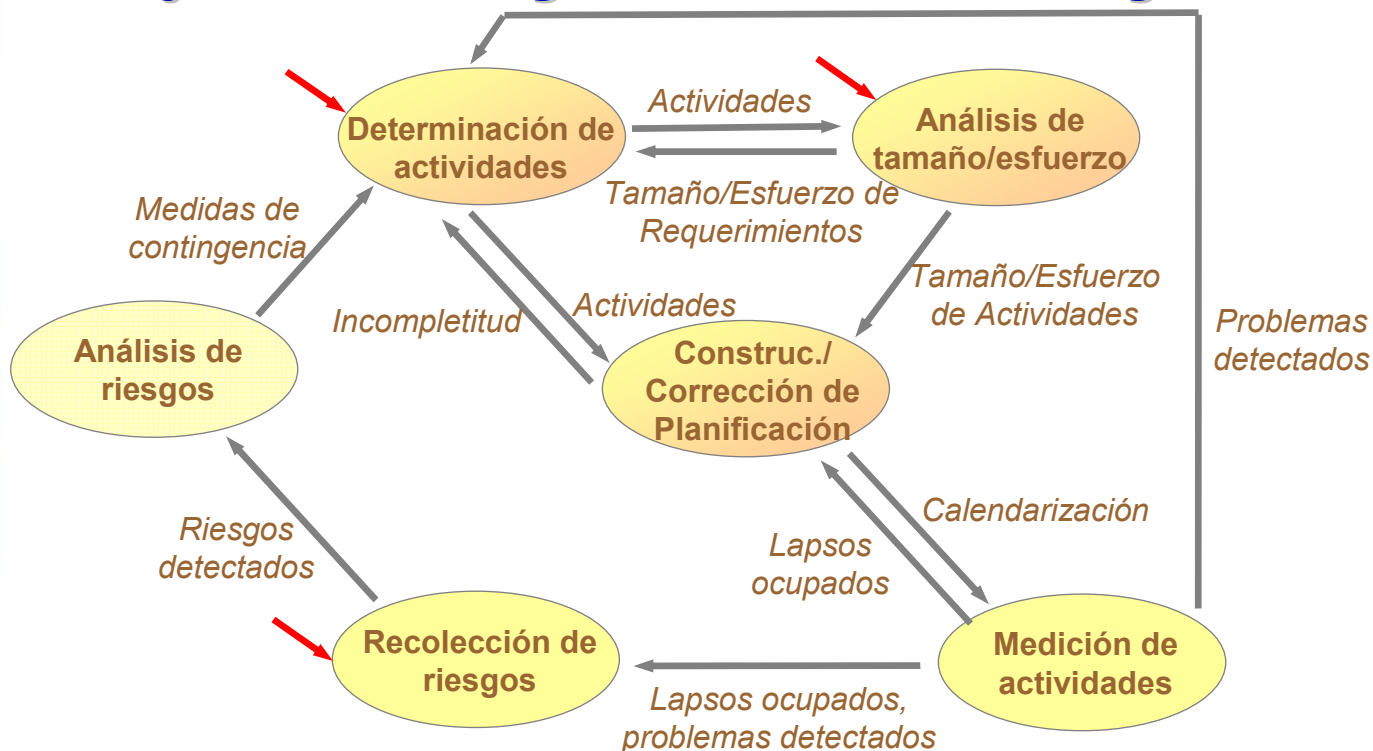 Actividades
Análisis de
tamaño/esfuerzo
Determinación de
actividades
Tamaño/Esfuerzo de
Requerimientos
Medidas de
contingencia
Tamaño/Esfuerzo
de Actividades
Incompletitud
Actividades
Problemas
detectados
Análisis de
riesgos
Construc./
Corrección de
Planificación
Calendarización
Riesgos
detectados
Lapsos
ocupados
Recolección de
riesgos
Medición de
actividades
Lapsos ocupados,
problemas detectados